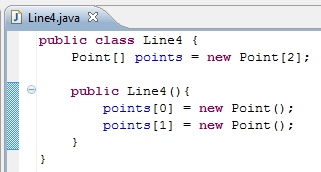 Line4.java
public class Line4 {
    Point[] points = new Point[2];

    public Line4(){
        points[0] = new Point();
        points[1] = new Point();
    }
}